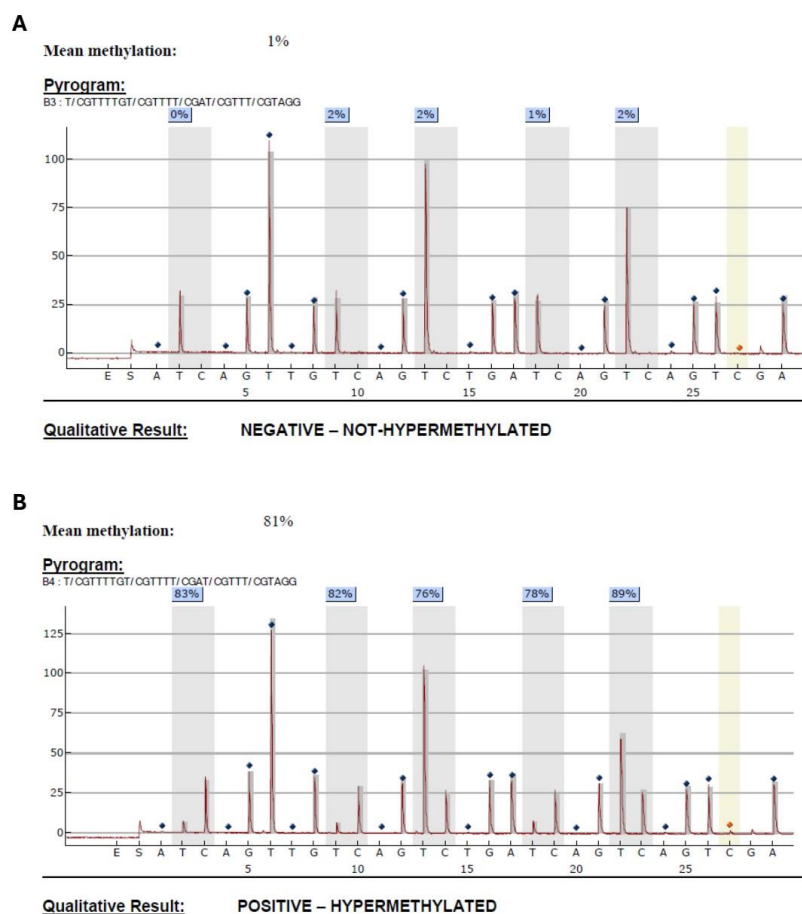 A
Mean methylation: 1%
Pyrogram:
B3 : T/CGTTTTGT/CGTTTT/CGAT/CGTTT/CGTAGG
0% 2% 2% 1% 2%
100
75
50
25
0
E S A T C A G T T G T C A G T C T G A T C A G T C A G T C G A
5 10 15 20 25
Qualitative Result: NEGATIVE – NOT-HYPERMETHYLATED
B
Mean methylation: 81%
Pyrogram:
B4 : T/CGTTTTGT/CGTTTT/CGAT/CGTTT/CGTAGG
83% 82% 76% 78% 89%
125
100
75
50
25
0
E S A T C A G T T G T C A G T C T G A T C A G T C A G T C G A
5 10 15 20 25
Qualitative Result: POSITIVE – HYPERMETHYLATED